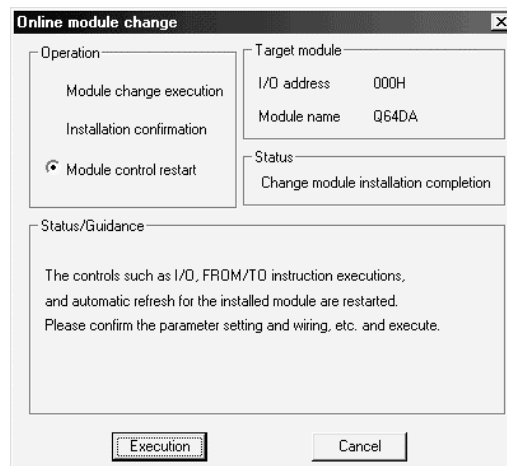 Online module change
Operation
Module change execution
Installation confirmation
Module control restart
Target module
I/O address 000H
Module name Q64DA
Status
Change module installation completion
Status/Guidance
The controls such as I/O, FROM/TO instruction executions,
and automatic refresh for the installed module are restarted.
Please confirm the parameter setting and wiring, etc. and execute.
Execution
Cancel